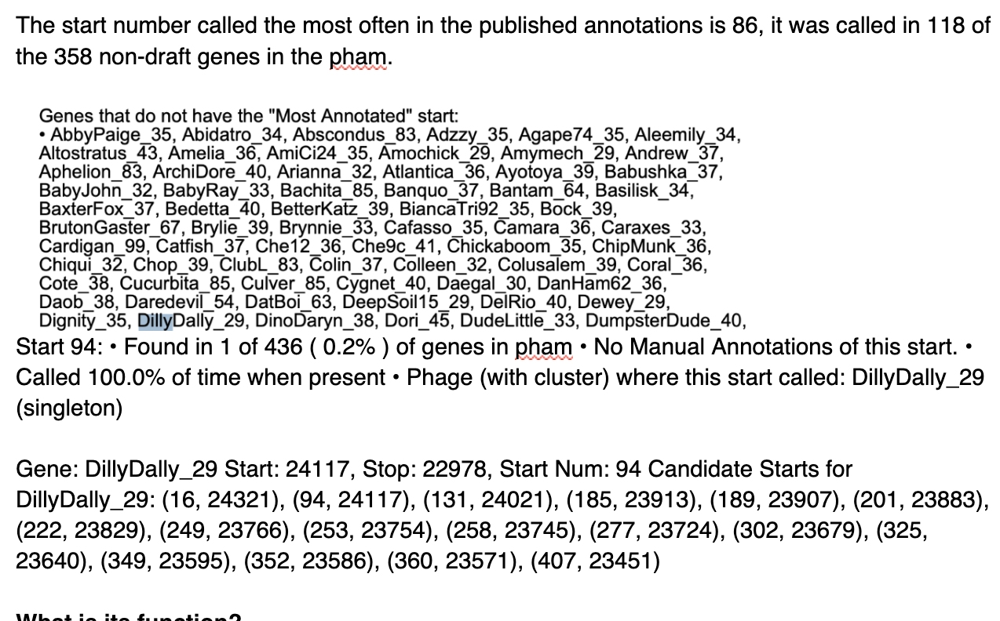 The start number called the most often in the published annotations is 86, it was called in 118 of
the 358 non-draft genes in the pham.
Genes that do not have the "Most Annotated" start:
• AbbyPaige_35, Abidatro_34, Abscondus_83, Adzzy_35, Agape74_35, Aleemily_34,
Altostratus_43, Amelia_36, AmiCi24_35, Amochick_29, Amymech_29, Andrew_37,
Aphelion_83, ArchiDore_40, Arianna_32, Atlantica_36, Ayotoya_39, Babushka_37,
BabyJohn_32, BabyRay_33, Bachita_85, Banquo_37, Bantam_64, Basilisk_34,
BaxterFox_37, Bedetta_40, BetterKatz_39, BiancaTri92_35, Bock_39,
BrutonGaster_67, Brylie_39, Brynnie_33, Cafasso_35, Camara_36, Caraxes_33,
Cardigan_99, Catfish_37, Che12_36, Che9c_41, Chickaboom_35, ChipMunk_36,
Chiqui_32, Chop_39, ClubL_83, Colin_37, Colleen_32, Colusalem_39, Coral_36,
Cote_38, Cucurbita_85, Culver_85, Cygnet_40, Daegal_30, DanHam62_36,
Daob_38, Daredevil_54, DatBoi_63, DeepSoil15_29, DelRio_40, Dewey_29,
Dignity_35, DillyDally_29, DinoDaryn_38, Dori_45, DudeLittle_33, DumpsterDude_40,
Start 94: • Found in 1 of 436 ( 0.2% ) of genes in pham • No Manual Annotations of this start. •
Called 100.0% of time when present • Phage (with cluster) where this start called: DillyDally_29
(singleton)
Gene: DillyDally_29 Start: 24117, Stop: 22978, Start Num: 94 Candidate Starts for
DillyDally_29: (16, 24321), (94, 24117), (131, 24021), (185, 23913), (189, 23907), (201, 23883),
(222, 23829), (249, 23766), (253, 23754), (258, 23745), (277, 23724), (302, 23679), (325,
23640), (349, 23595), (352, 23586), (360, 23571), (407, 23451)
What is its function?